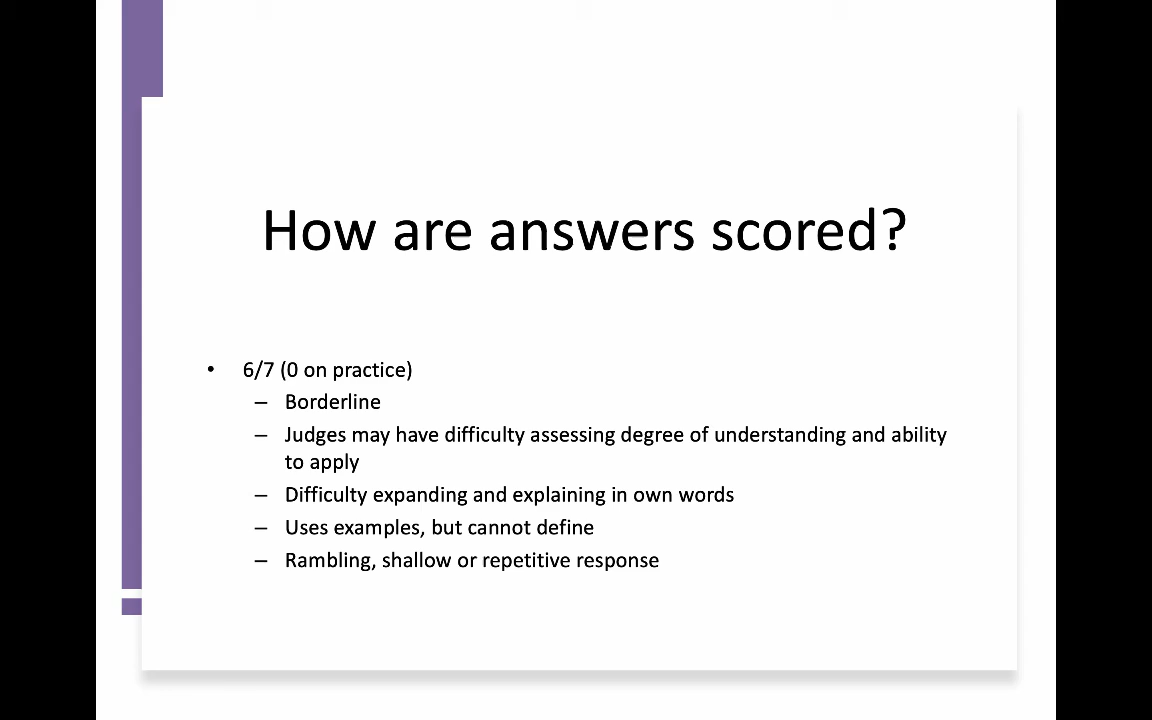 How are answers scored?
• 6/7 (0 on practice)
– Borderline
– Judges may have difficulty assessing degree of understanding and ability
to apply
– Difficulty expanding and explaining in own words
– Uses examples, but cannot define
– Rambling, shallow or repetitive response